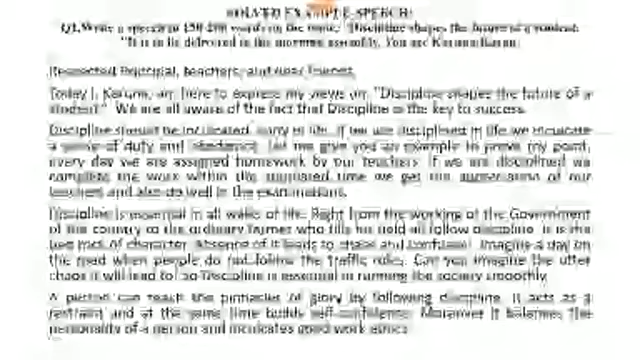 SOLVED EXAMPLE SPEECH:
Q1. Write a speech in 150-200 words on the topic "Discipline shapes the future of a student."
"It is to be delivered in the morning assembly. You are Karuna/Karan.
Respected Principal, teachers, and dear friends,
Today I, Karuna, am here to express my views on "Discipline shapes the future of a
student". We are all aware of the fact that Discipline is the key to success.
Discipline should be inculcated early in life. If we are disciplined in life we inculcate
a sense of duty and obedience. Let me give you an example to prove my point,
every day we are assigned homework by our teachers. If we are disciplined we
complete the work within the stipulated time we get the appreciation of our
teachers and also do well in the examinations.
Discipline is essential in all walks of life. Right from the working of the Government
of the country to the ordinary farmer who tills his field all follow discipline. It is the
of character. Absence of it leads to chaos and confusion. Imagine a day on
the road when people do not follow the traffic rules. Can you imagine the utter
chaos it will lead to? So Discipline is essential in running the society smoothly.
A person can reach the pinnacles of glory by following discipline. It acts as a
restraint and at the same time builds self-confidence. Moreover it balances the
personality of a person and inculcates good work ethics.